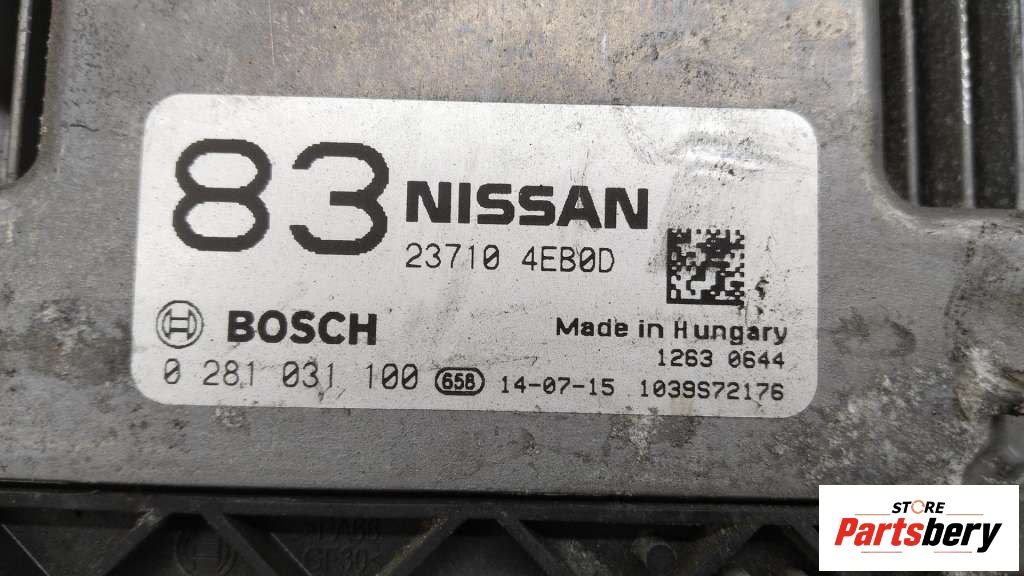 83 NISSAN
23710 4EB0D
BOSCH
Made in Hungary
1263 0644
0 281 031 100 658 14-07-15 1039S72176
STORE
Partsbery